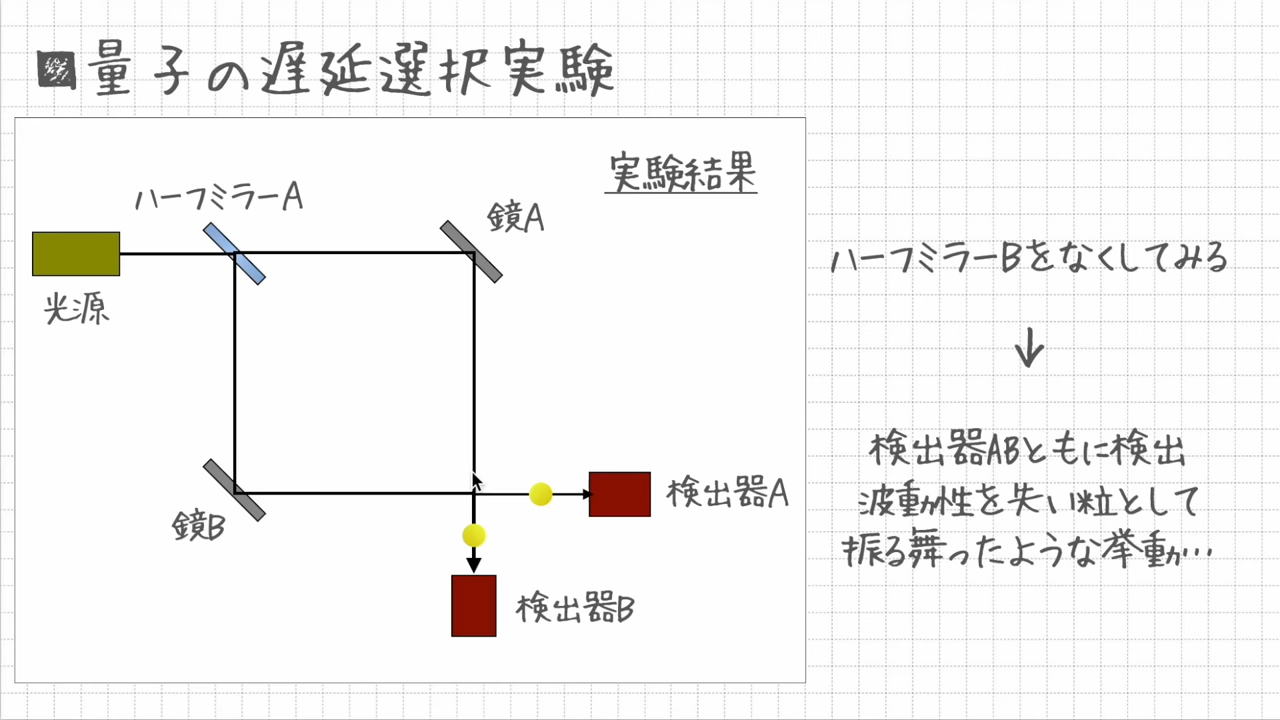 ■量子の遅延選択実験
実験結果
ハーフミラーA
鏡A
光源
鏡B
検出器A
検出器B
ハーフミラーBをなくしてみる
↓
検出器ABともに検出
波動性を失い粒として
振る舞ったような挙動…